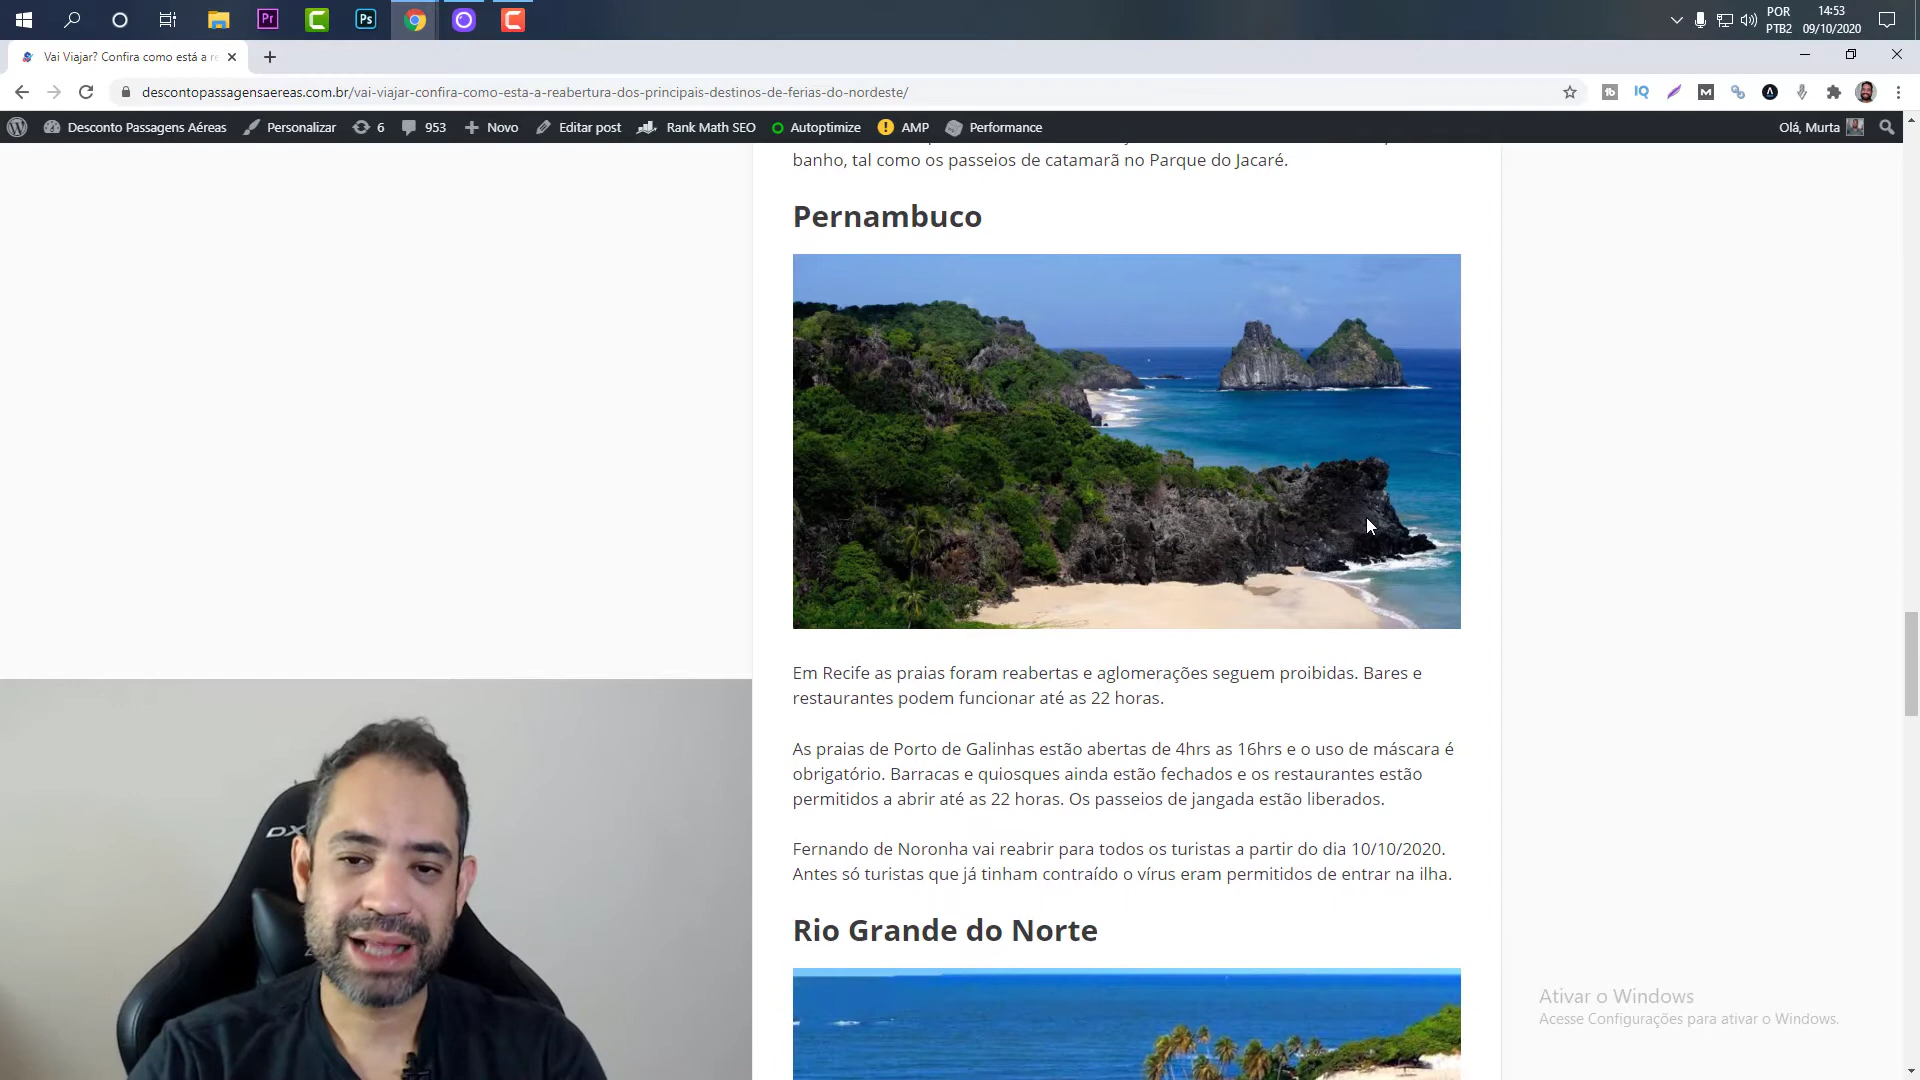 POR
14:53
PTB2
09/10/2020
Vai Viajar? Confira como está a re
descontopassagensaereas.com.br/vai-viajar-confira-como-esta-a-reabertura-dos-principais-destinos-de-ferias-do-nordeste/
Desconto Passagens Aéreas Personalizar 6 953 Novo Editar post Rank Math SEO Autoptimize AMP Performance Olá, Murta
banho, tal como os passeios de catamarã no Parque do Jacaré.
Pernambuco
Em Recife as praias foram reabertas e aglomerações seguem proibidas. Bares e
restaurantes podem funcionar até as 22 horas.
As praias de Porto de Galinhas estão abertas de 4hrs as 16hrs e o uso de máscara é
obrigatório. Barracas e quiosques ainda estão fechados e os restaurantes estão
permitidos a abrir até as 22 horas. Os passeios de jangada estão liberados.
Fernando de Noronha vai reabrir para todos os turistas a partir do dia 10/10/2020.
Antes só turistas que já tinham contraído o vírus eram permitidos de entrar na ilha.
Rio Grande do Norte
Ativar o Windows
Acesse Configurações para ativar o Windows.